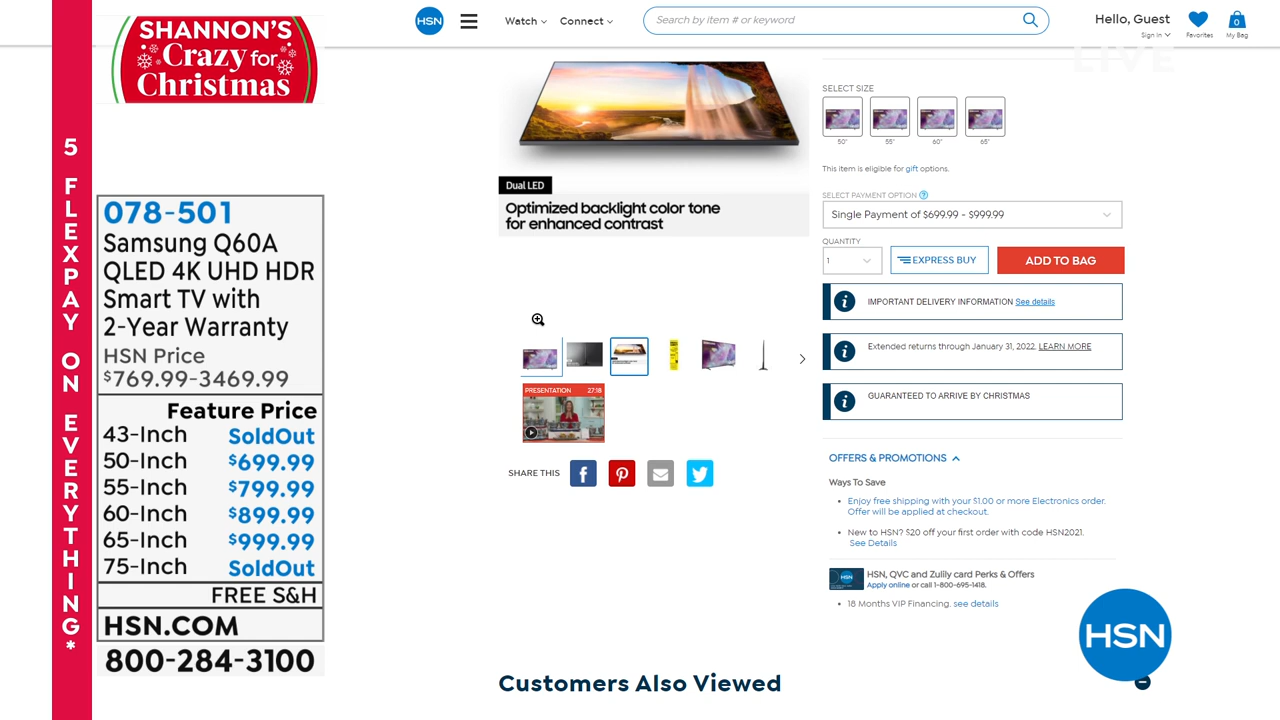 SHANNON'S
Crazy for
Christmas
5 FLEXPAY ON EVERYTHING*
078-501
Samsung Q60A
QLED 4K UHD HDR
Smart TV with
2-Year Warranty
HSN Price
$769.99-3469.99
Feature Price
43-Inch SoldOut
50-Inch $699.99
55-Inch $799.99
60-Inch $899.99
65-Inch $999.99
75-Inch SoldOut
FREE S&H
HSN.COM
800-284-3100
HSN
Watch
Connect
Search by item # or keyword
Hello, Guest
Sign in
Favorites
0
My Bag
LIVE
Dual LED
Optimized backlight color tone
for enhanced contrast
PRESENTATION 27:18
SHARE THIS
SELECT SIZE
50" 55" 60" 65"
This item is eligible for gift options.
SELECT PAYMENT OPTION ?
Single Payment of $699.99 - $999.99
QUANTITY
1
EXPRESS BUY
ADD TO BAG
IMPORTANT DELIVERY INFORMATION See details
Extended returns through January 31, 2022. LEARN MORE
GUARANTEED TO ARRIVE BY CHRISTMAS
OFFERS & PROMOTIONS
Ways To Save
• Enjoy free shipping with your $1.00 or more Electronics order.
Offer will be applied at checkout.
• New to HSN? $20 off your first order with code HSN2021.
See Details
HSN
HSN, QVC and Zulily card Perks & Offers
Apply online or call 1-800-695-1418.
• 18 Months VIP Financing. see details
HSN
Customers Also Viewed